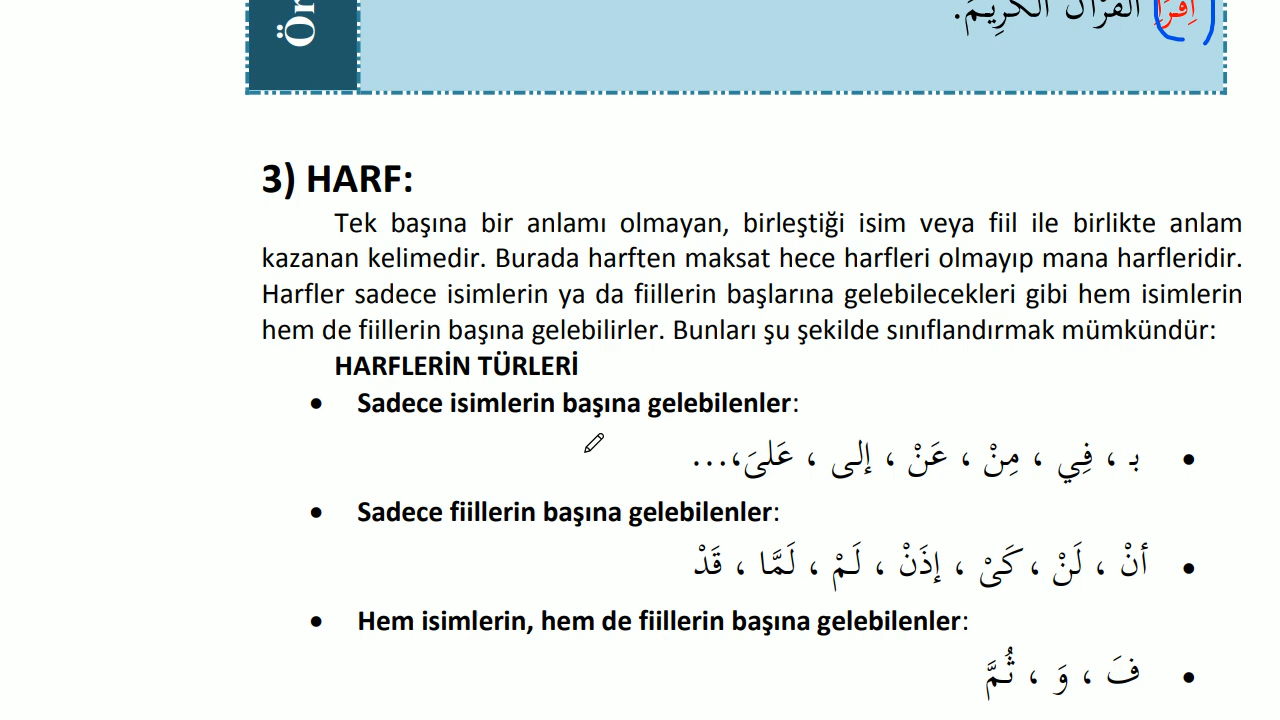 اِقْرَأِ الْقُرْآنَ الْكَرِيمَ.
Ör
3) HARF:
Tek başına bir anlamı olmayan, birleştiği isim veya fiil ile birlikte anlam
kazanan kelimedir. Burada harften maksat hece harfleri olmayıp mana harfleridir.
Harfler sadece isimlerin ya da fiillerin başlarına gelebilecekleri gibi hem isimlerin
hem de fiillerin başına gelebilirler. Bunları şu şekilde sınıflandırmak mümkündür:
HARFLERİN TÜRLERİ
• Sadece isimlerin başına gelebilenler:
• بـ ، فِي ، مِنْ ، عَنْ ، إلى ، عَلىَ،...
• Sadece fiillerin başına gelebilenler:
• أنْ ، لَنْ ، كَىْ ، إذَنْ ، لَمْ ، لَمَّا ، قَدْ
• Hem isimlerin, hem de fiillerin başına gelebilenler:
• فَ ، وَ ، ثُمَّ